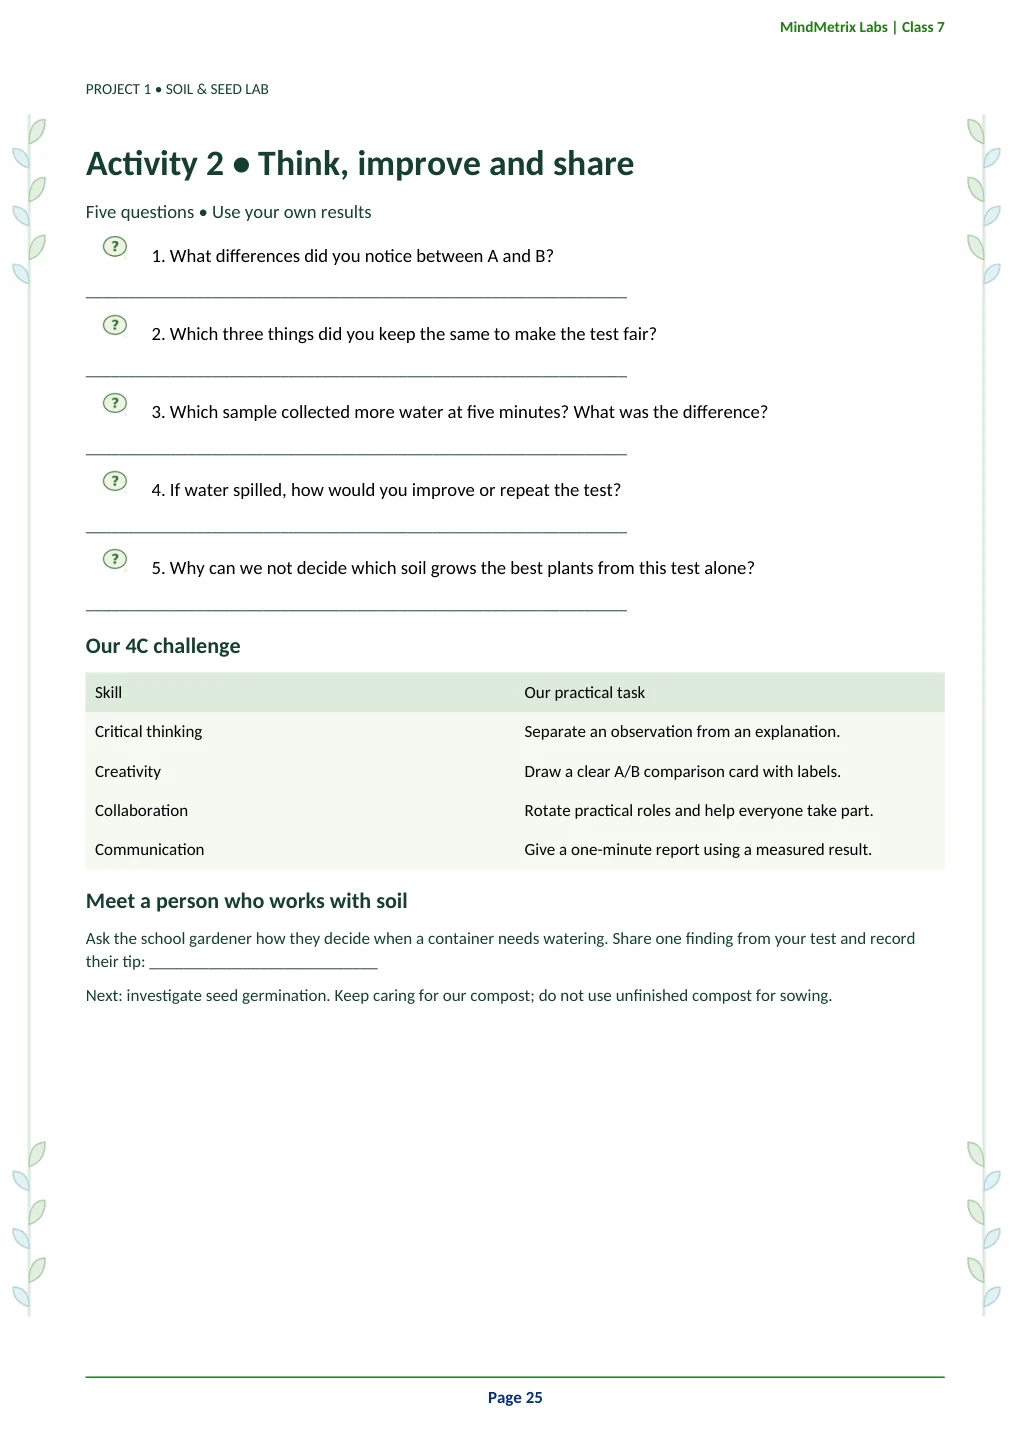 MindMetrix Labs | Class 7
PROJECT 1 • SOIL & SEED LAB
Activity 2 • Think, improve and share
Five questions • Use your own results
? 1. What differences did you notice between A and B?
? 2. Which three things did you keep the same to make the test fair?
? 3. Which sample collected more water at five minutes? What was the difference?
? 4. If water spilled, how would you improve or repeat the test?
? 5. Why can we not decide which soil grows the best plants from this test alone?
Our 4C challenge
Skill Our practical task
Critical thinking Separate an observation from an explanation.
Creativity Draw a clear A/B comparison card with labels.
Collaboration Rotate practical roles and help everyone take part.
Communication Give a one-minute report using a measured result.
Meet a person who works with soil
Ask the school gardener how they decide when a container needs watering. Share one finding from your test and record
their tip: ___________________________
Next: investigate seed germination. Keep caring for our compost; do not use unfinished compost for sowing.
Page 25